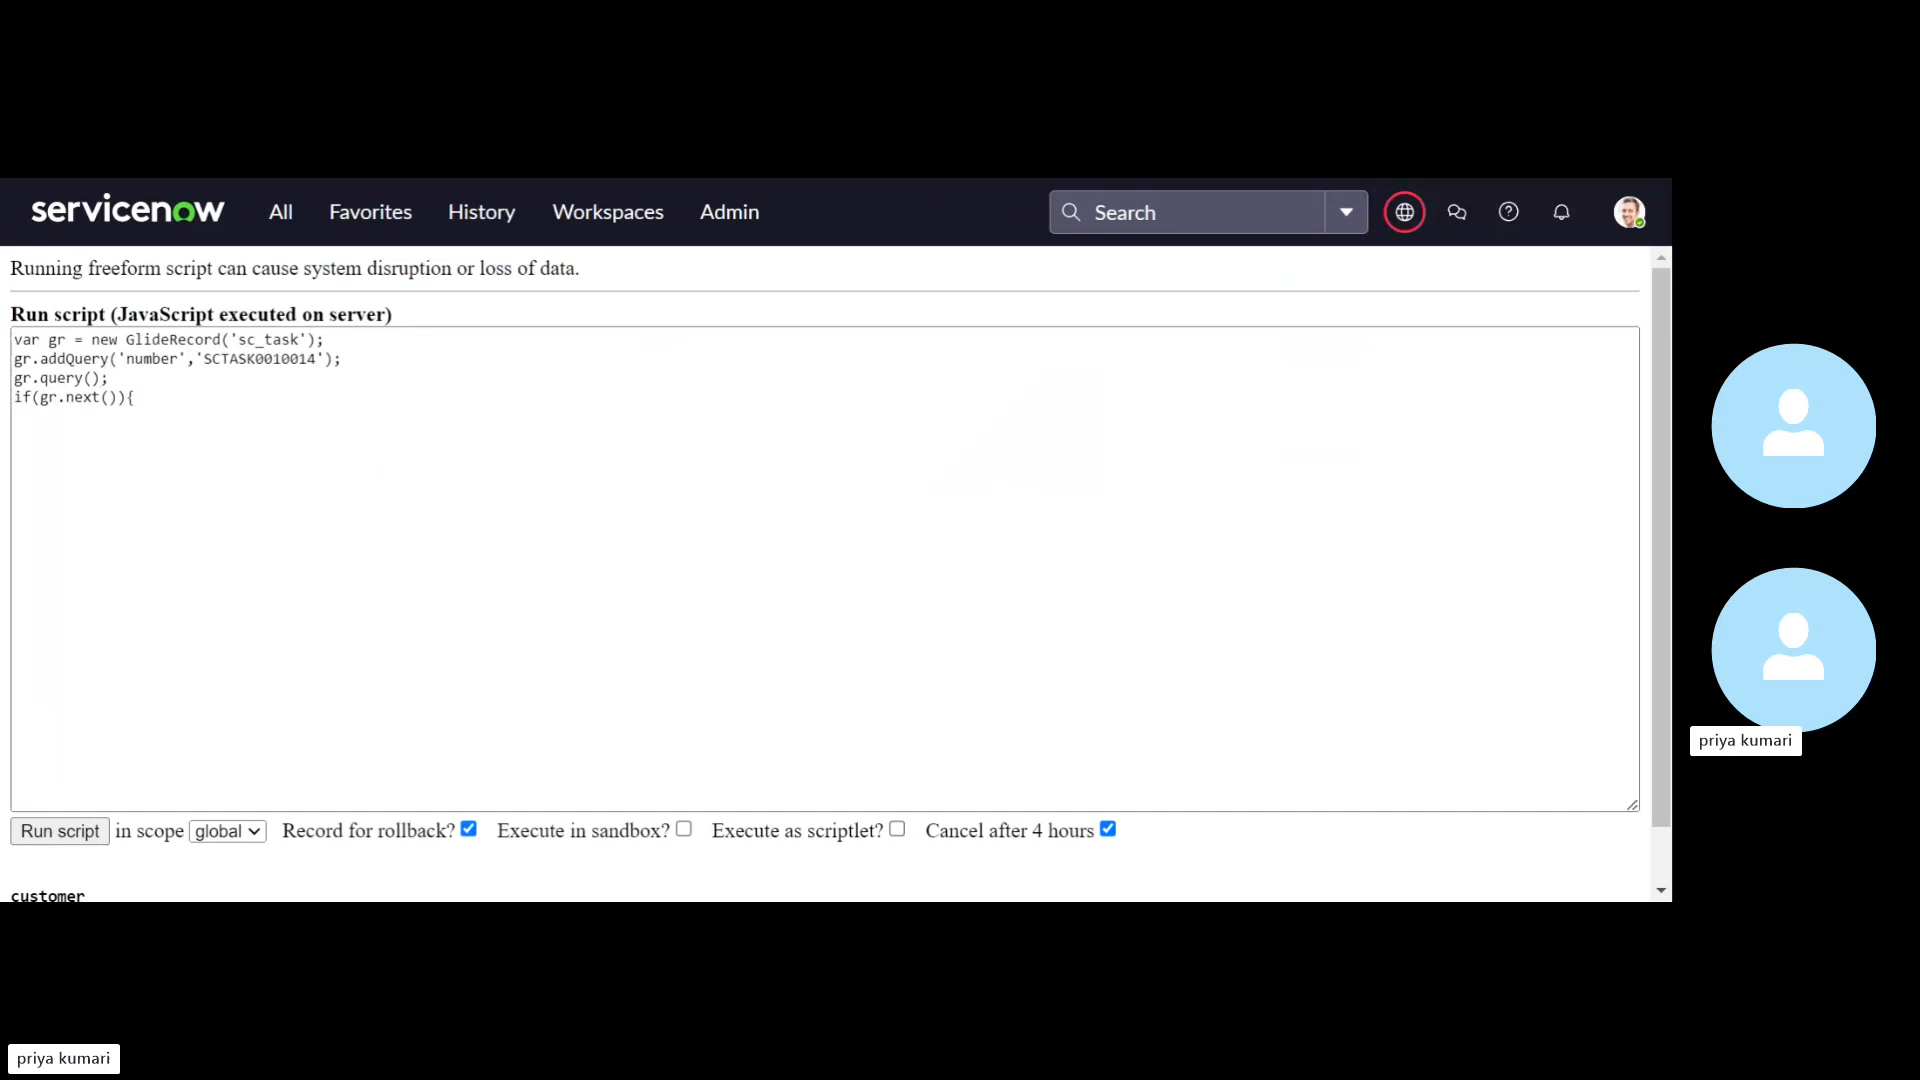 servicenow All Favorites History Workspaces Admin Search
Running freeform script can cause system disruption or loss of data.
Run script (JavaScript executed on server)
var gr = new GlideRecord('sc_task');
gr.addQuery('number','SCTASK0010014');
gr.query();
if(gr.next()){
Run script in scope global Record for rollback? Execute in sandbox? Execute as scriptlet? Cancel after 4 hours
customer
priya kumari
priya kumari